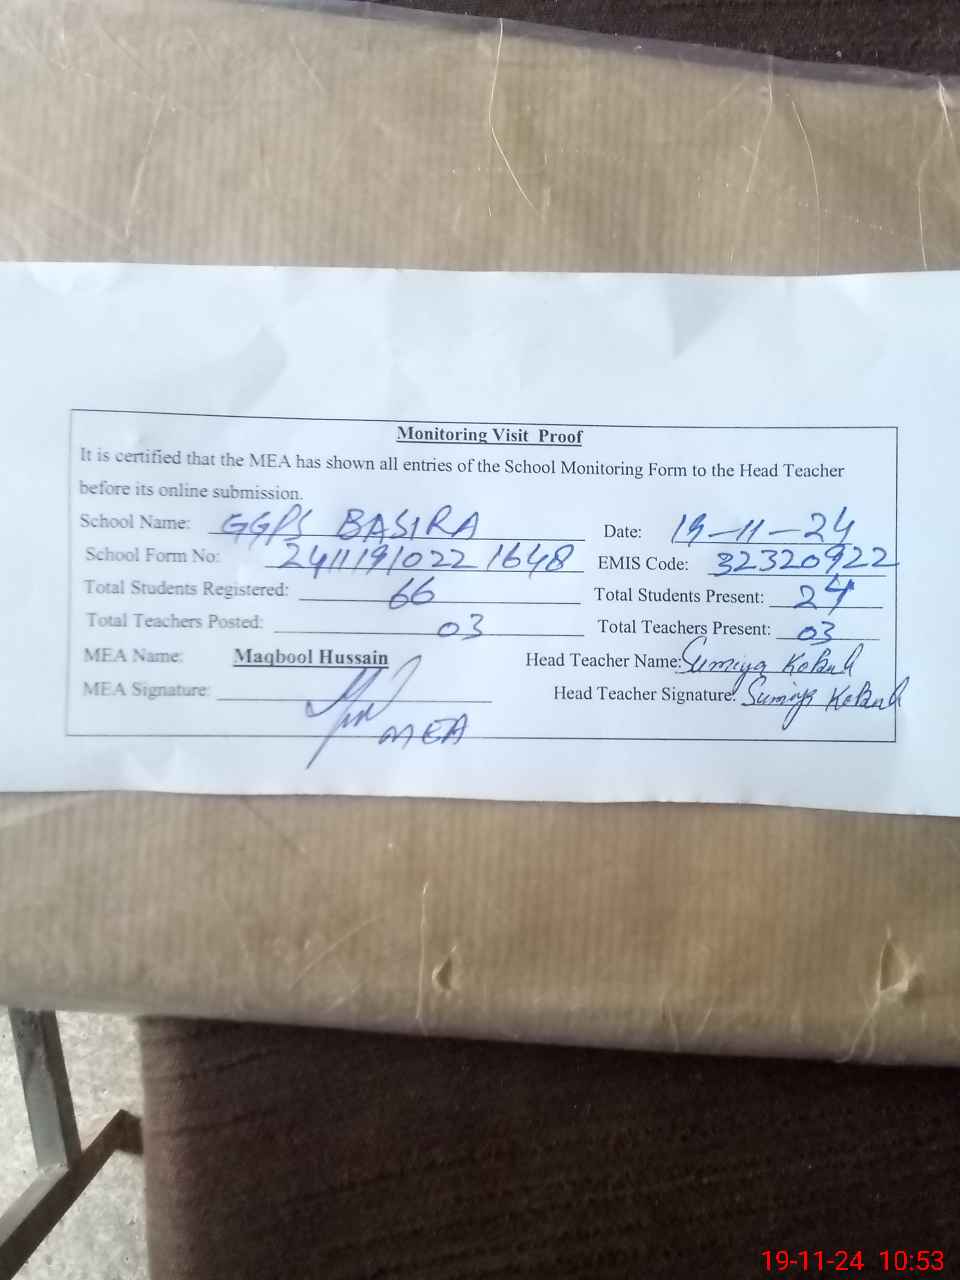 Monitoring Visit Proof
It is certified that the MEA has shown all entries of the School Monitoring Form to the Head Teacher
before its online submission.
School Name: GGPS BASIRA Date: 19-11-24
School Form No: 2411191022 1648 EMIS Code: 32320922
Total Students Registered: 66 Total Students Present: 24
Total Teachers Posted: 03 Total Teachers Present: 03
MEA Name: Maqbool Hussain Head Teacher Name: Sumiya
MEA Signature: Head Teacher Signature: Sumiya
MEA
19-11-24 10:53